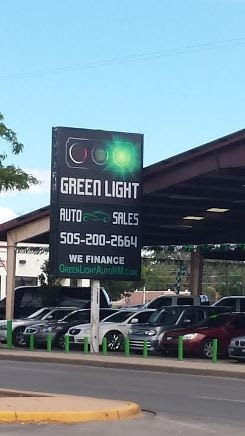 GREEN LIGHT
AUTO SALES
505-200-2664
WE FINANCE
GREENLIGHTAUTONM.COM